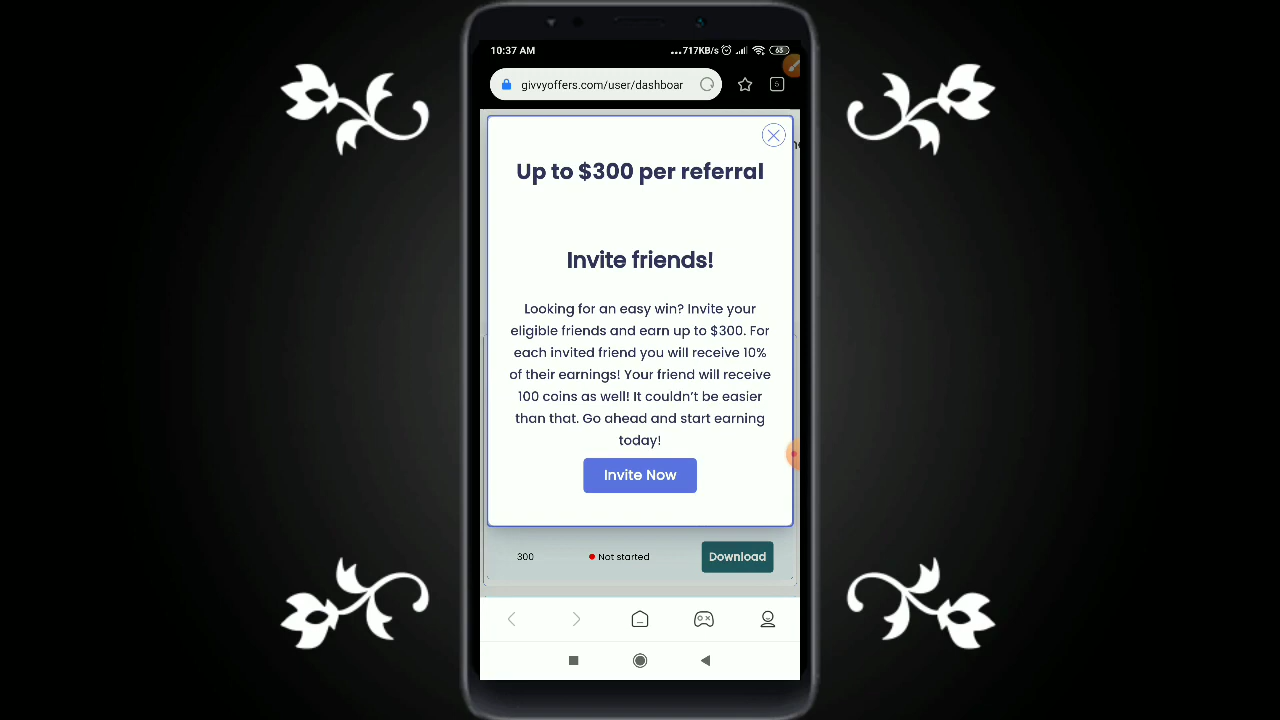 10:37 AM
...717KB/s
65
givvyoffers.com/user/dashboar
5
Up to $300 per referral
Invite friends!
Looking for an easy win? Invite your
eligible friends and earn up to $300. For
each invited friend you will receive 10%
of their earnings! Your friend will receive
100 coins as well! It couldn't be easier
than that. Go ahead and start earning
today!
Invite Now
300
Not started
Download